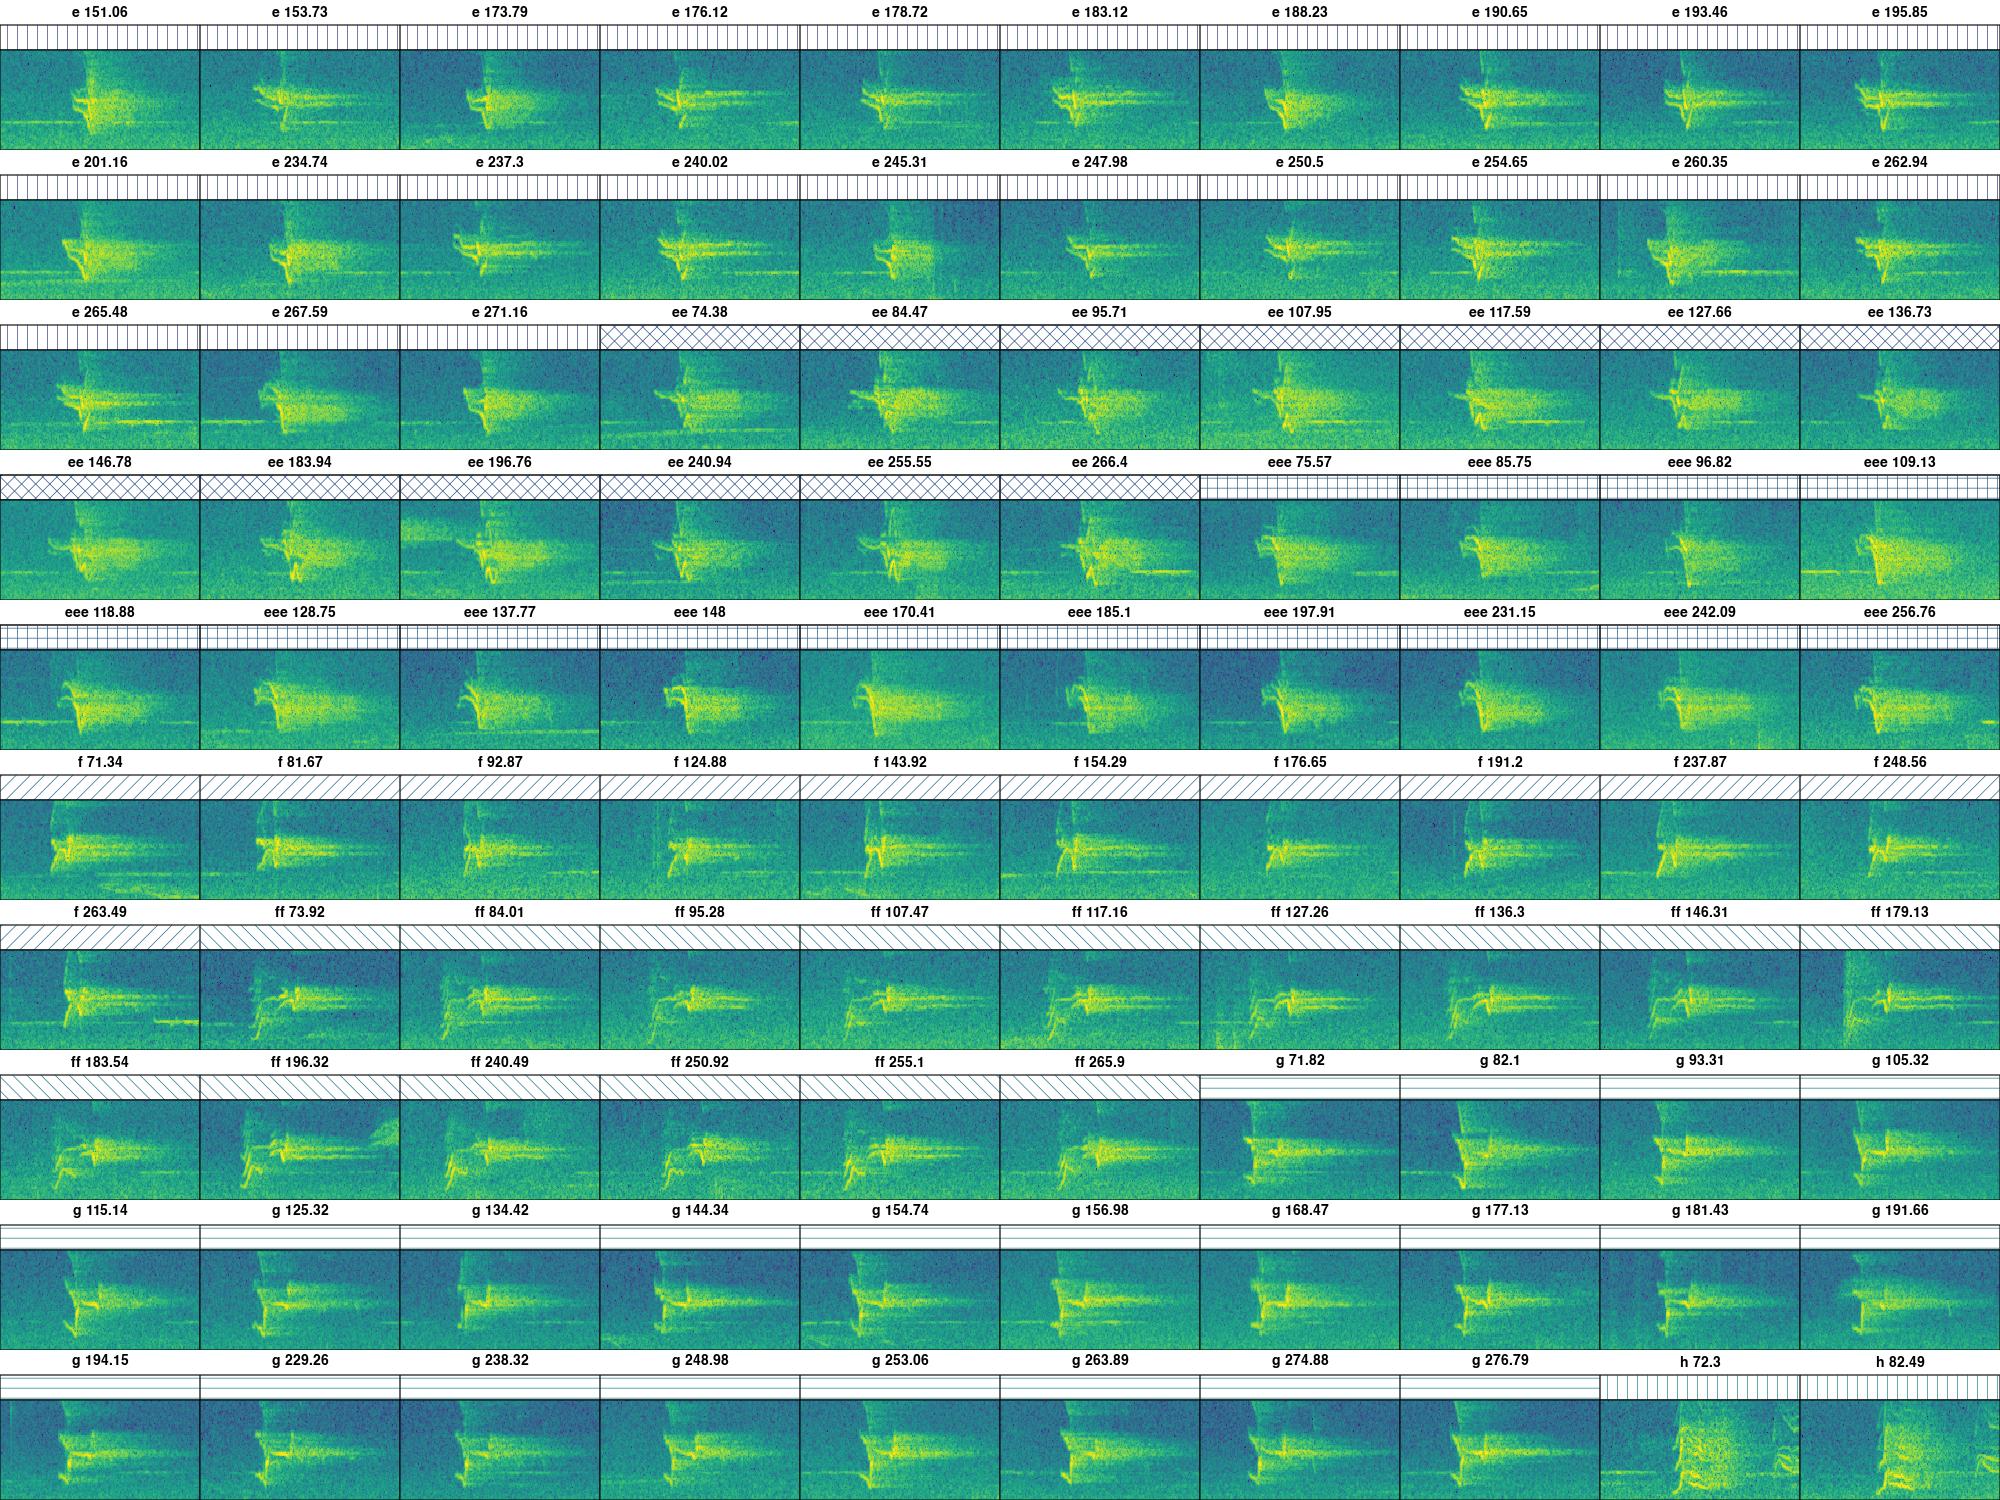 e 151.06 e 153.73 e 173.79 e 176.12 e 178.72 e 183.12 e 188.23 e 190.65 e 193.46 e 195.85
e 201.16 e 234.74 e 237.3 e 240.02 e 245.31 e 247.98 e 250.5 e 254.65 e 260.35 e 262.94
e 265.48 e 267.59 e 271.16 ee 74.38 ee 84.47 ee 95.71 ee 107.95 ee 117.59 ee 127.66 ee 136.73
ee 146.78 ee 183.94 ee 196.76 ee 240.94 ee 255.55 ee 266.4 eee 75.57 eee 85.75 eee 96.82 eee 109.13
eee 118.88 eee 128.75 eee 137.77 eee 148 eee 170.41 eee 185.1 eee 197.91 eee 231.15 eee 242.09 eee 256.76
f 71.34 f 81.67 f 92.87 f 124.88 f 143.92 f 154.29 f 176.65 f 191.2 f 237.87 f 248.56
f 263.49 ff 73.92 ff 84.01 ff 95.28 ff 107.47 ff 117.16 ff 127.26 ff 136.3 ff 146.31 ff 179.13
ff 183.54 ff 196.32 ff 240.49 ff 250.92 ff 255.1 ff 265.9 g 71.82 g 82.1 g 93.31 g 105.32
g 115.14 g 125.32 g 134.42 g 144.34 g 154.74 g 156.98 g 168.47 g 177.13 g 181.43 g 191.66
g 194.15 g 229.26 g 238.32 g 248.98 g 253.06 g 263.89 g 274.88 g 276.79 h 72.3 h 82.49